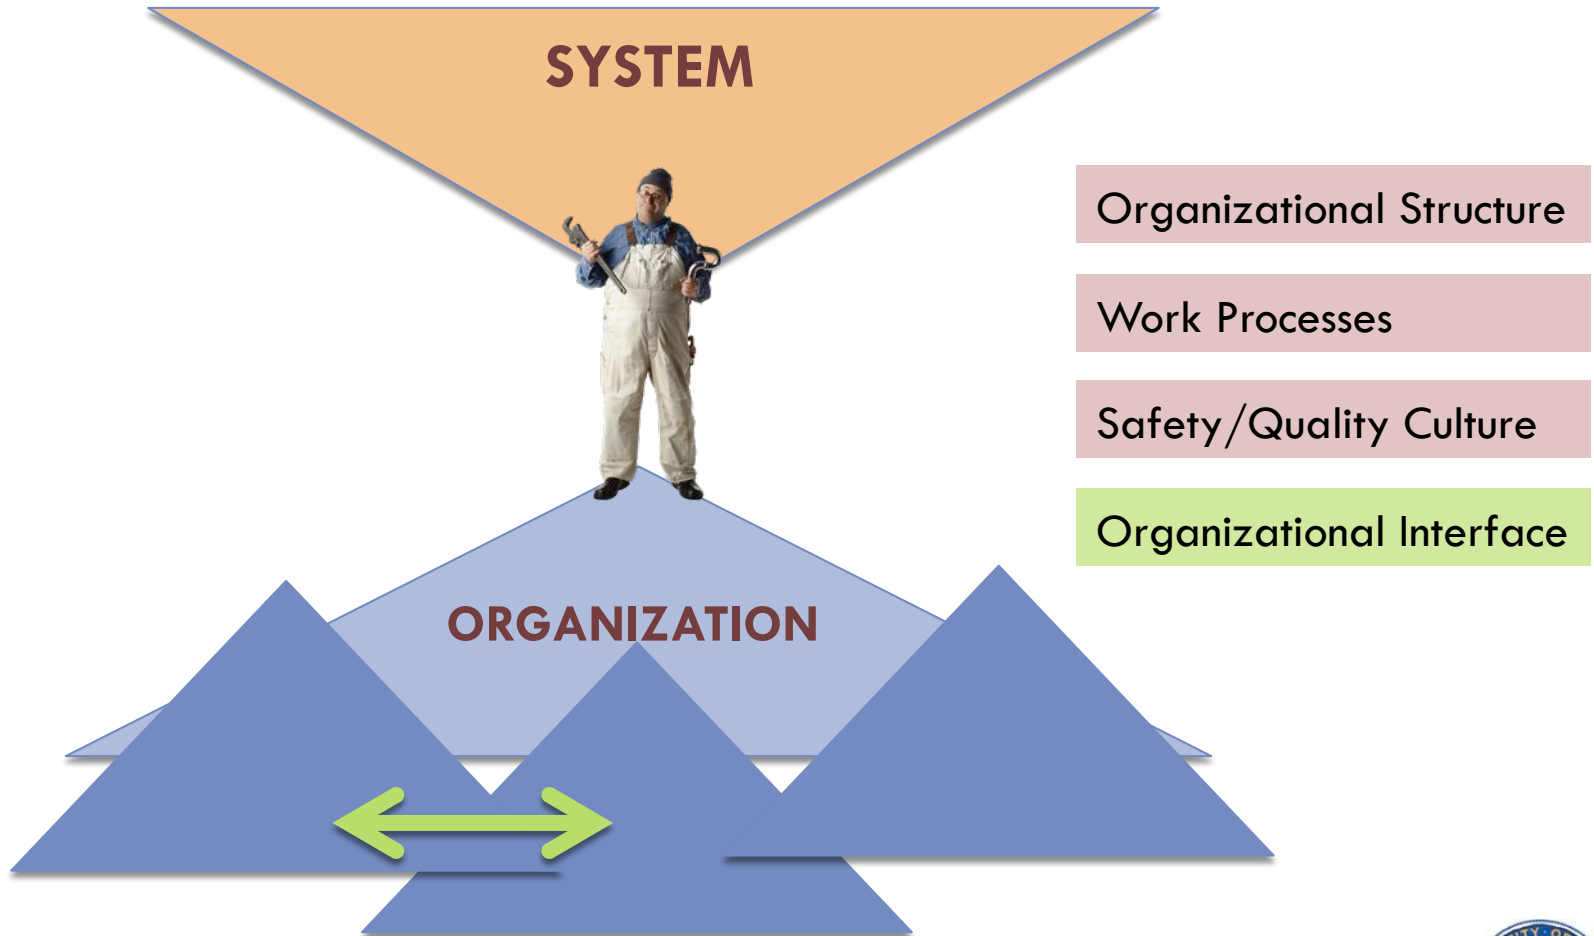 SYSTEM
Organizational Structure
Work Processes
Safety/Quality Culture
Organizational Interface
ORGANIZATION